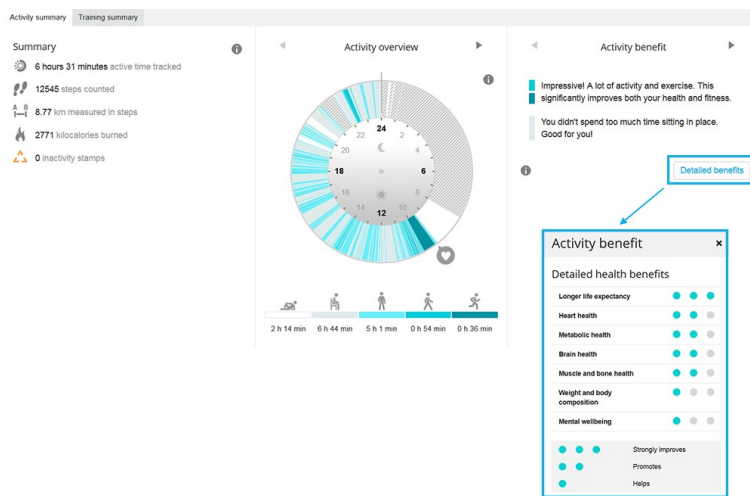 Activity summary
Training summary
Summary
6 hours 31 minutes active time tracked
12545 steps counted
A B
8.77 km measured in steps
2771 kilocalories burned
0 inactivity stamps
Activity overview
24
22
2
20
4
18
6
16
8
14
10
12
2 h 14 min
6 h 44 min
5 h 1 min
0 h 54 min
0 h 36 min
Activity benefit
Impressive! A lot of activity and exercise. This
significantly improves both your health and fitness.
You didn't spend too much time sitting in place.
Good for you!
Detailed benefits
Activity benefit
×
Detailed health benefits
Longer life expectancy
Heart health
Metabolic health
Brain health
Muscle and bone health
Weight and body
composition
Mental wellbeing
Strongly improves
Promotes
Helps